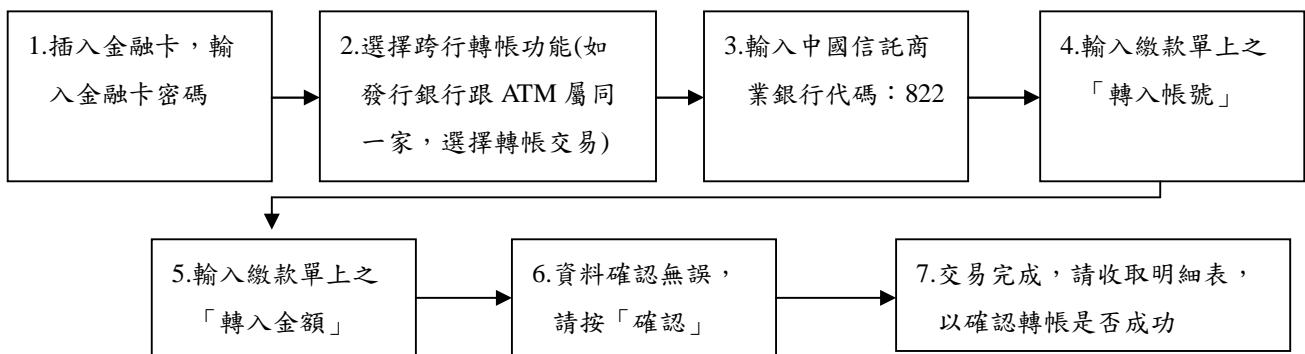 1.插入金融卡，輸
入金融卡密碼
2.選擇跨行轉帳功能(如
發行銀行跟 ATM 屬同
一家，選擇轉帳交易)
3.輸入中國信託商
業銀行代碼：822
4.輸入繳款單上之
「轉入帳號」
5.輸入繳款單上之
「轉入金額」
6.資料確認無誤，
請按「確認」
7.交易完成，請收取明細表，
以確認轉帳是否成功